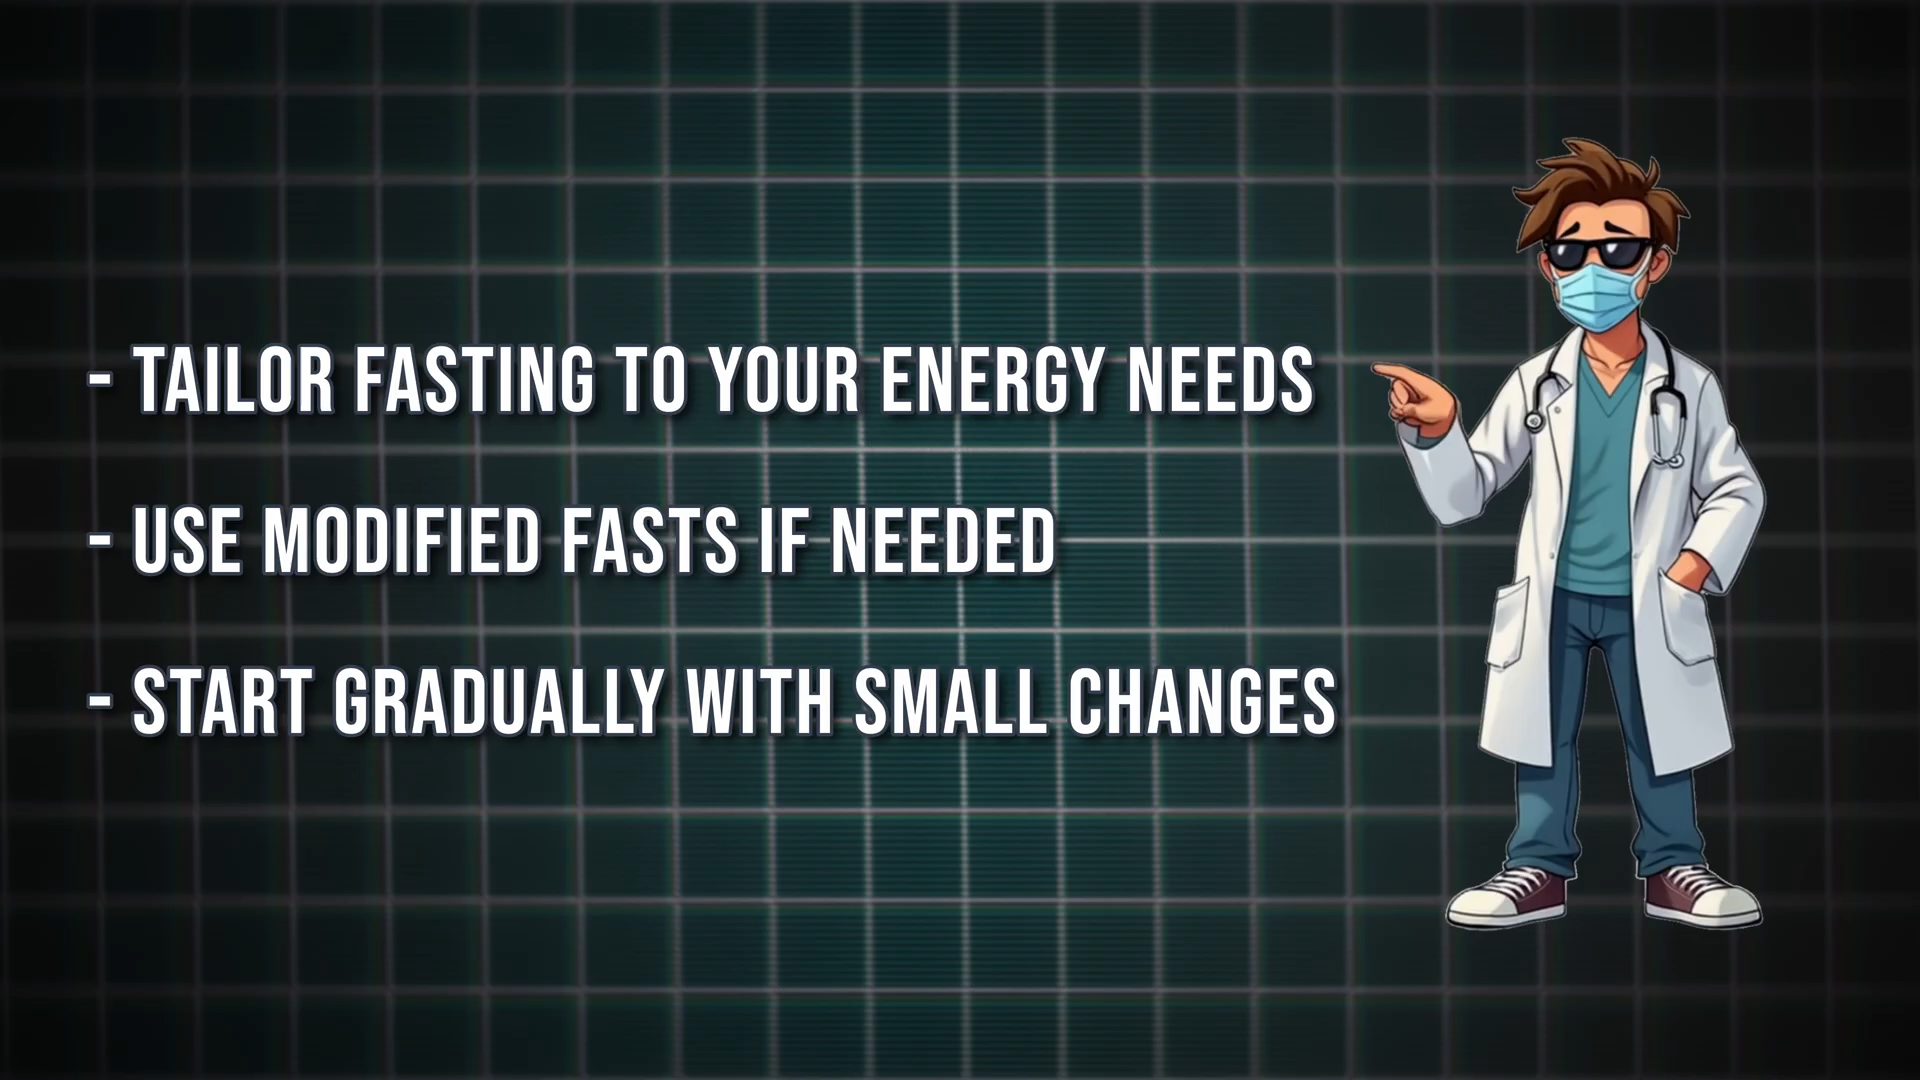 - TAILOR FASTING TO YOUR ENERGY NEEDS
- USE MODIFIED FASTS IF NEEDED
- START GRADUALLY WITH SMALL CHANGES